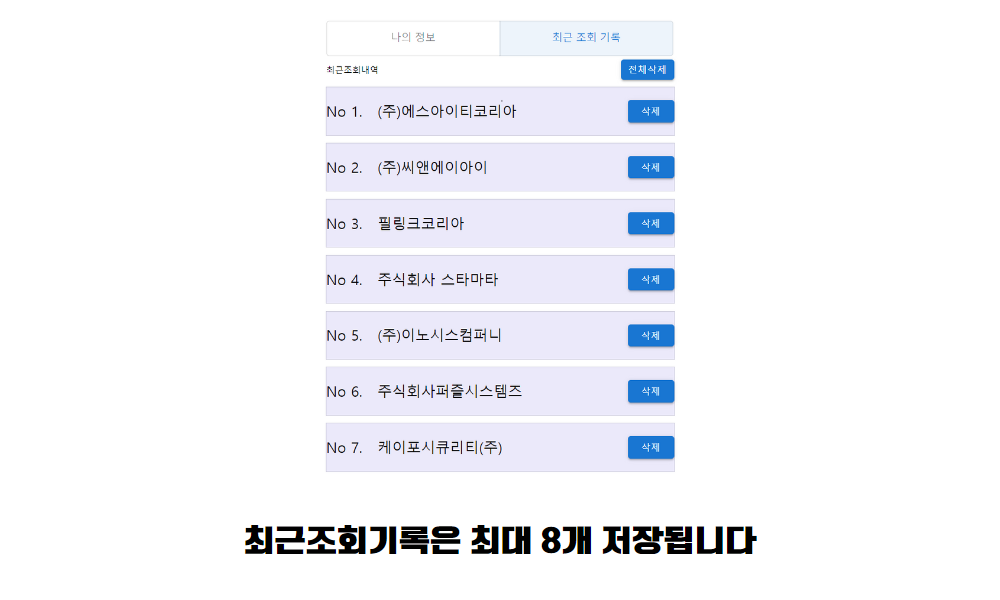 나의 정보
최근 조회 기록
최근조회내역
전체삭제
No 1. (주)에스아이티코리아 삭제
No 2. (주)씨앤에이아이 삭제
No 3. 필링크코리아 삭제
No 4. 주식회사 스타마타 삭제
No 5. (주)이노시스컴퍼니 삭제
No 6. 주식회사퍼즐시스템즈 삭제
No 7. 케이포시큐리티(주) 삭제
최근조회기록은 최대 8개 저장됩니다